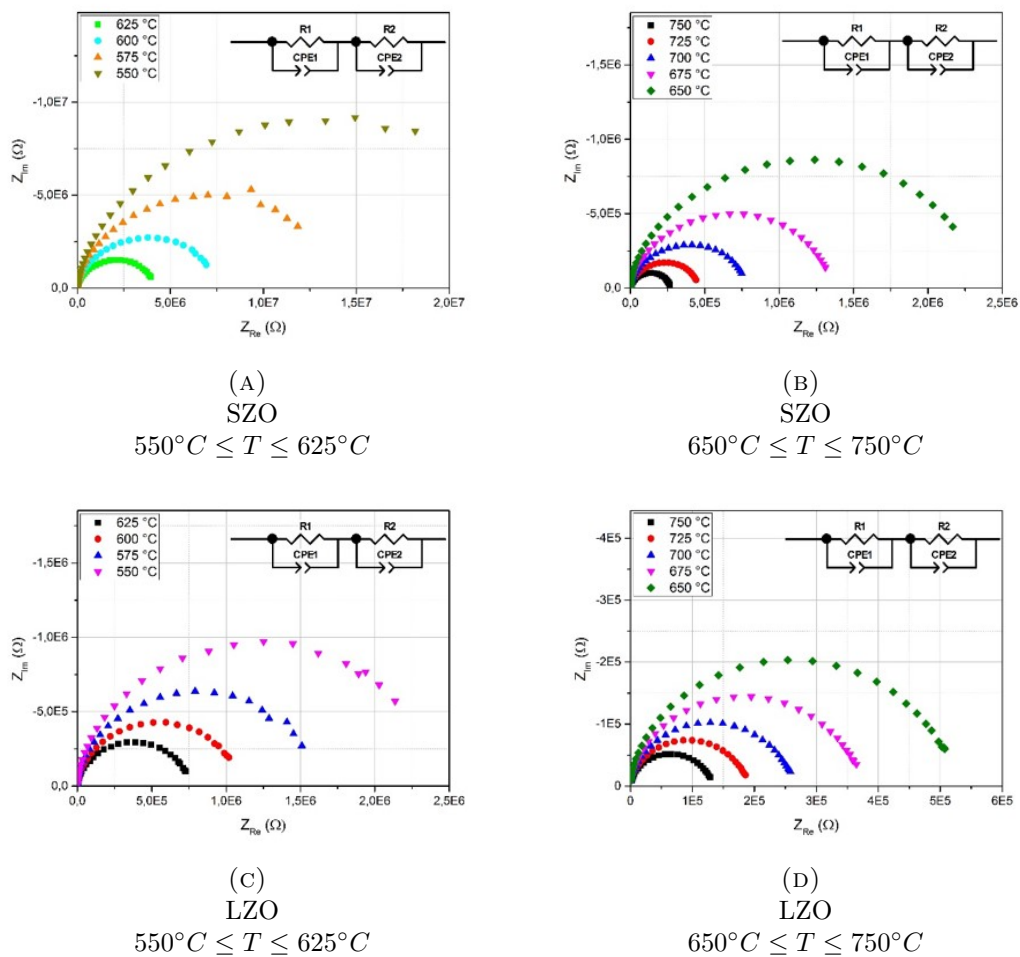 625 °C
600 °C
575 °C
550 °C
R1
R2
CPE1
CPE2
-1,0E7
-5,0E6
0,0
Z_Im (Ω)
0,0
5,0E6
1,0E7
1,5E7
2,0E7
Z_Re (Ω)
(A)
SZO
550°C ≤ T ≤ 625°C
750 °C
725 °C
700 °C
675 °C
650 °C
R1
R2
CPE1
CPE2
-1,5E6
-1,0E6
-5,0E5
0,0
Z_Im (Ω)
0,0
5,0E5
1,0E6
1,5E6
2,0E6
2,5E6
Z_Re (Ω)
(B)
SZO
650°C ≤ T ≤ 750°C
625 °C
600 °C
575 °C
550 °C
R1
R2
CPE1
CPE2
-1,5E6
-1,0E6
-5,0E5
0,0
Z_Im (Ω)
0,0
5,0E5
1,0E6
1,5E6
2,0E6
2,5E6
Z_Re (Ω)
(C)
LZO
550°C ≤ T ≤ 625°C
750 °C
725 °C
700 °C
675 °C
650 °C
R1
R2
CPE1
CPE2
-4E5
-3E5
-2E5
-1E5
0,0
Z_Im (Ω)
0,0
1E5
2E5
3E5
4E5
5E5
6E5
Z_Re (Ω)
(D)
LZO
650°C ≤ T ≤ 750°C